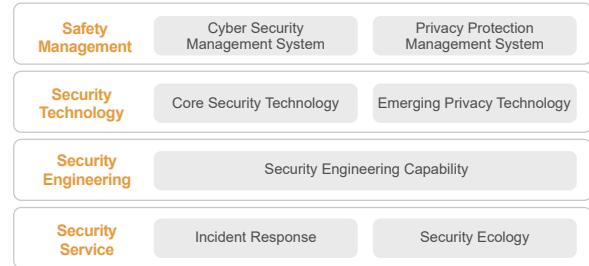 Safety
Management
Cyber Security
Management System
Privacy Protection
Management System
Security
Technology
Core Security Technology
Emerging Privacy Technology
Security
Engineering
Security Engineering Capability
Security
Service
Incident Response
Security Ecology